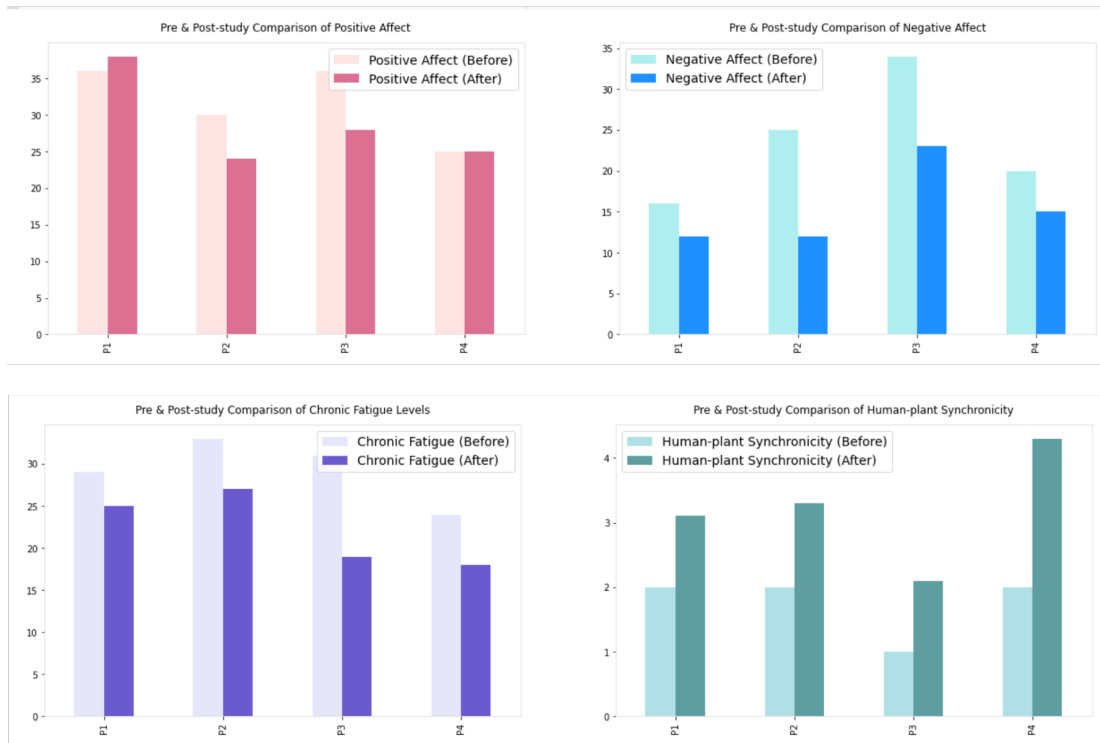 Pre & Post-study Comparison of Positive Affect
Positive Affect (Before)
Positive Affect (After)
35
30
25
20
15
10
5
0
P1
P2
P3
P4
Pre & Post-study Comparison of Negative Affect
Negative Affect (Before)
Negative Affect (After)
35
30
25
20
15
10
5
0
P1
P2
P3
P4
Pre & Post-study Comparison of Chronic Fatigue Levels
Chronic Fatigue (Before)
Chronic Fatigue (After)
30
25
20
15
10
5
0
P1
P2
P3
P4
Pre & Post-study Comparison of Human-plant Synchronicity
Human-plant Synchronicity (Before)
Human-plant Synchronicity (After)
4
3
2
1
0
P1
P2
P3
P4